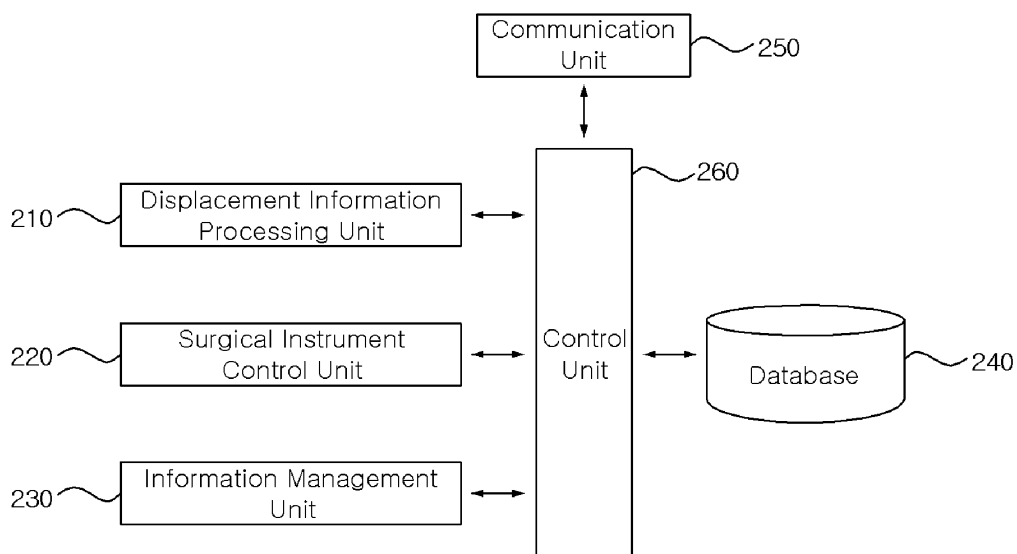 Communication
Unit
250
260
Displacement Information
Processing Unit
210
Surgical Instrument
Control Unit
220
Control
Unit
Database
240
Information Management
Unit
230